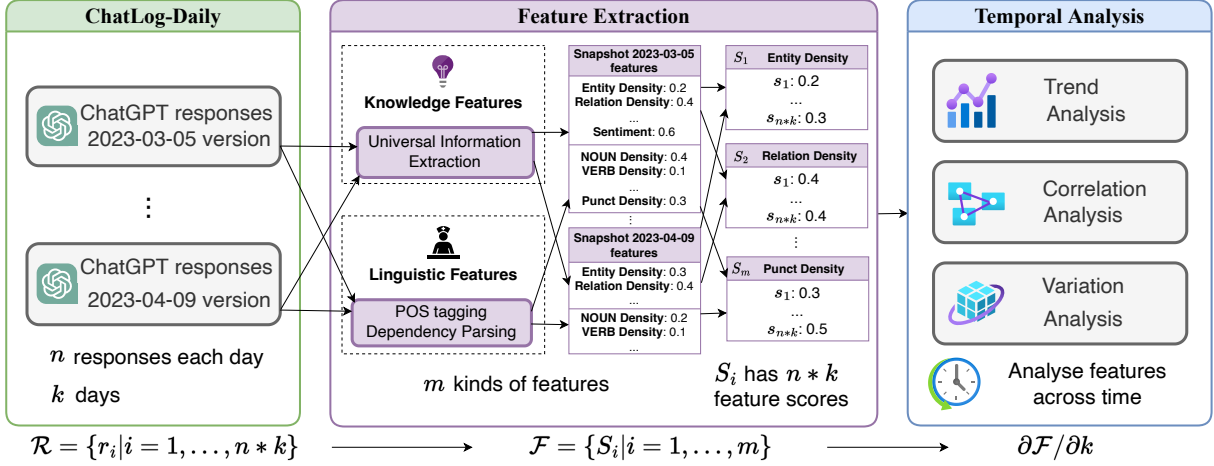 ChatLog-Daily
ChatGPT responses
2023-03-05 version
⋮
ChatGPT responses
2023-04-09 version
n responses each day
k days
Feature Extraction
Knowledge Features
Universal Information
Extraction
Linguistic Features
POS tagging
Dependency Parsing
m kinds of features
Snapshot 2023-03-05
features
Entity Density: 0.2
Relation Density: 0.4
...
Sentiment: 0.6
NOUN Density: 0.4
VERB Density: 0.1
...
Punct Density: 0.3
⋮
Snapshot 2023-04-09
features
Entity Density: 0.3
Relation Density: 0.4
...
NOUN Density: 0.2
VERB Density: 0.1
...
S₁ Entity Density
s₁: 0.2
...
sₙ*ₖ: 0.3
S₂ Relation Density
s₁: 0.4
...
sₙ*ₖ: 0.4
⋮
Sₘ Punct Density
s₁: 0.3
...
sₙ*ₖ: 0.5
Sᵢ has n * k
feature scores
Temporal Analysis
Trend
Analysis
Correlation
Analysis
Variation
Analysis
Analyse features
across time
ℛ = {rᵢ|i = 1, . . . , n * k}
ℱ = {Sᵢ|i = 1, . . . , m}
∂ℱ/∂k